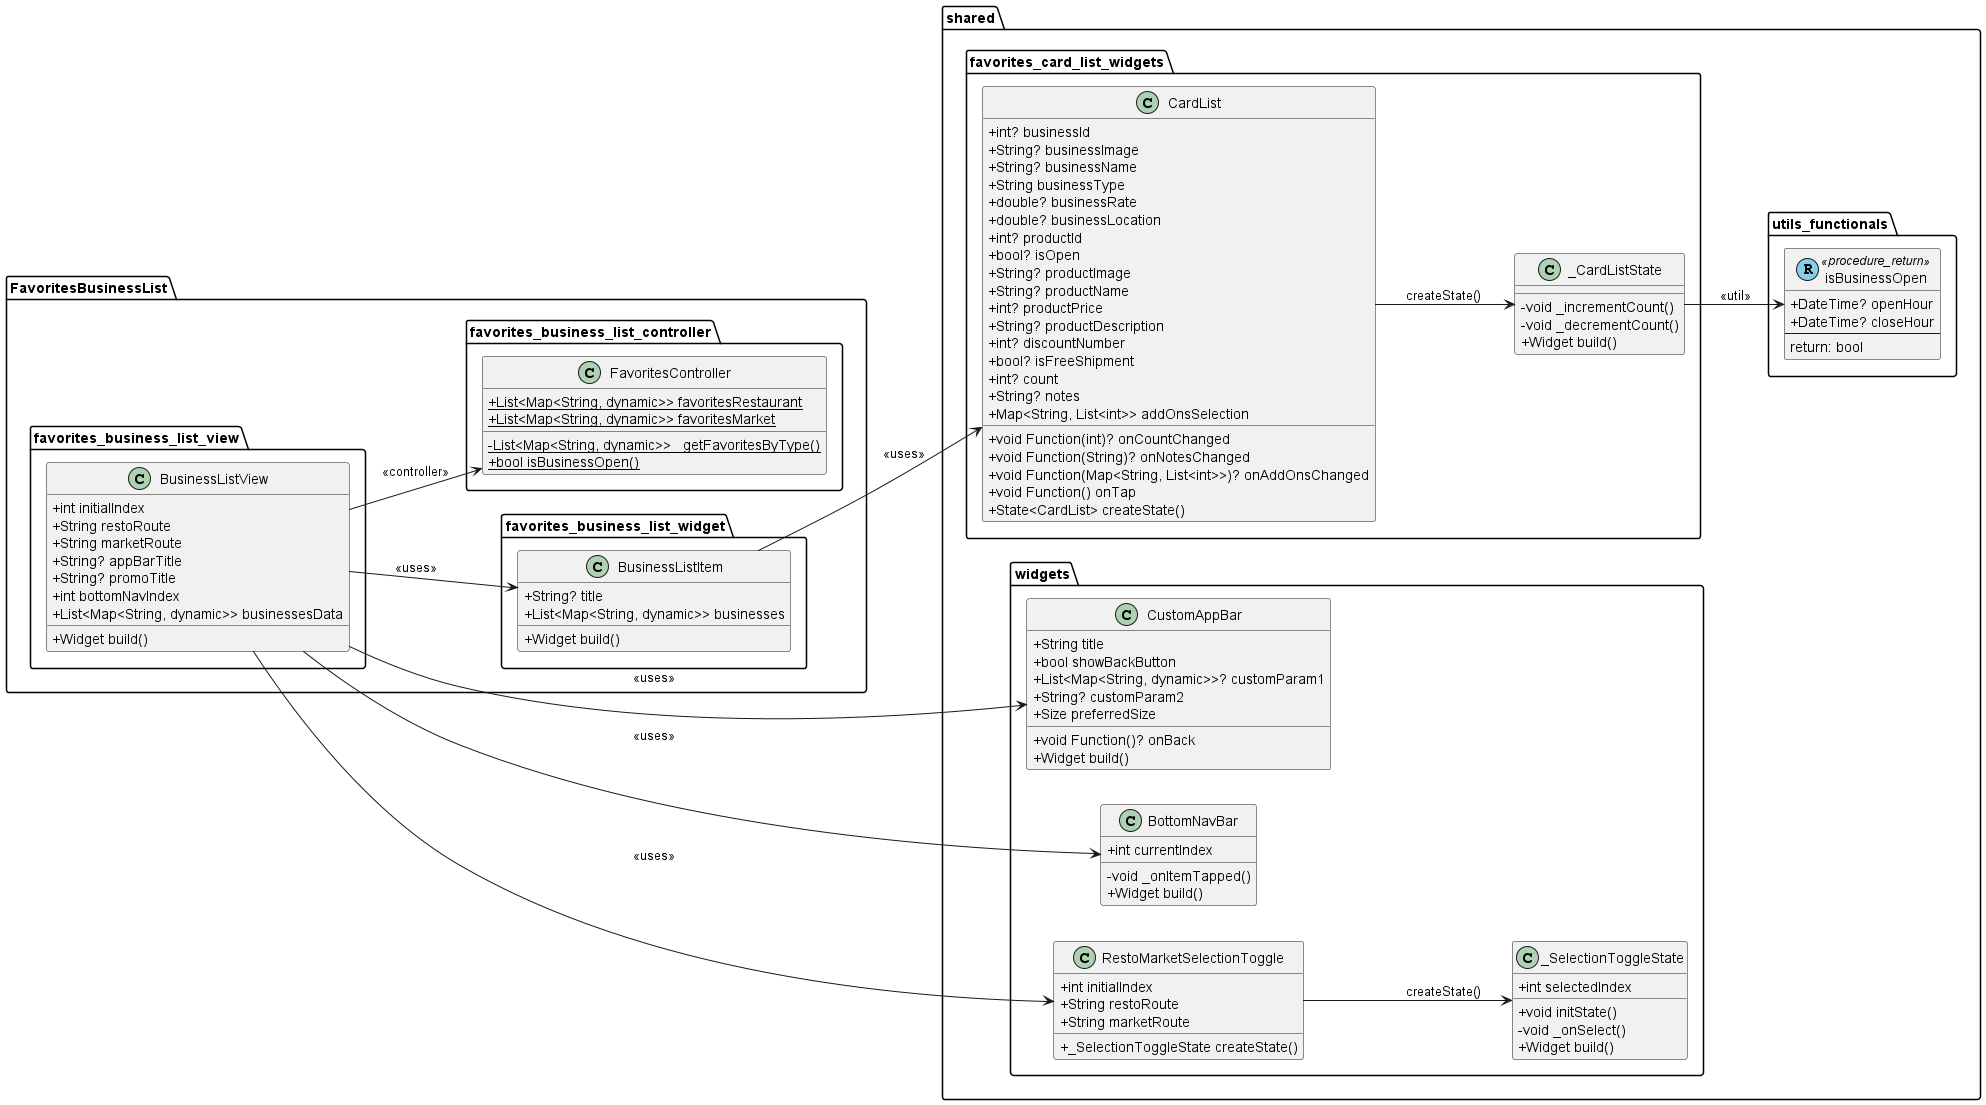 shared
favorites_card_list_widgets
CardList
+int? businessId
+String? businessImage
+String? businessName
+String businessType
+double? businessRate
+double? businessLocation
+int? productId
+bool? isOpen
+String? productImage
+String? productName
+int? productPrice
+String? productDescription
+int? discountNumber
+bool? isFreeShipment
+int? count
+String? notes
+Map<String, List<int>> addOnsSelection
+void Function(int)? onCountChanged
+void Function(String)? onNotesChanged
+void Function(Map<String, List<int>>)? onAddOnsChanged
+void Function() onTap
+State<CardList> createState()
createState()
_CardListState
-void _incrementCount()
-void _decrementCount()
+Widget build()
«util»
utils_functionals
R
«procedure_return»
isBusinessOpen
+DateTime? openHour
+DateTime? closeHour
return: bool
FavoritesBusinessList
favorites_business_list_controller
C FavoritesController
+List<Map<String, dynamic>> favoritesRestaurant
+List<Map<String, dynamic>> favoritesMarket
-List<Map<String, dynamic>> _getFavoritesByType()
+bool isBusinessOpen()
favorites_business_list_view
C BusinessListView
+int initialIndex
+String restoRoute
+String marketRoute
+String? appBarTitle
+String? promoTitle
+int bottomNavIndex
+List<Map<String, dynamic>> businessesData
+Widget build()
«controller»
«uses»
favorites_business_list_widget
C BusinessListItem
+String? title
+List<Map<String, dynamic>> businesses
+Widget build()
«uses»
«uses»
«uses»
«uses»
widgets
C CustomAppBar
+String title
+bool showBackButton
+List<Map<String, dynamic>>? customParam1
+String? customParam2
+Size preferredSize
+void Function()? onBack
+Widget build()
C BottomNavBar
+int currentIndex
-void _onItemTapped()
+Widget build()
C RestoMarketSelectionToggle
+int initialIndex
+String restoRoute
+String marketRoute
+_SelectionToggleState createState()
createState()
C _SelectionToggleState
+int selectedIndex
+void initState()
-void _onSelect()
+Widget build()